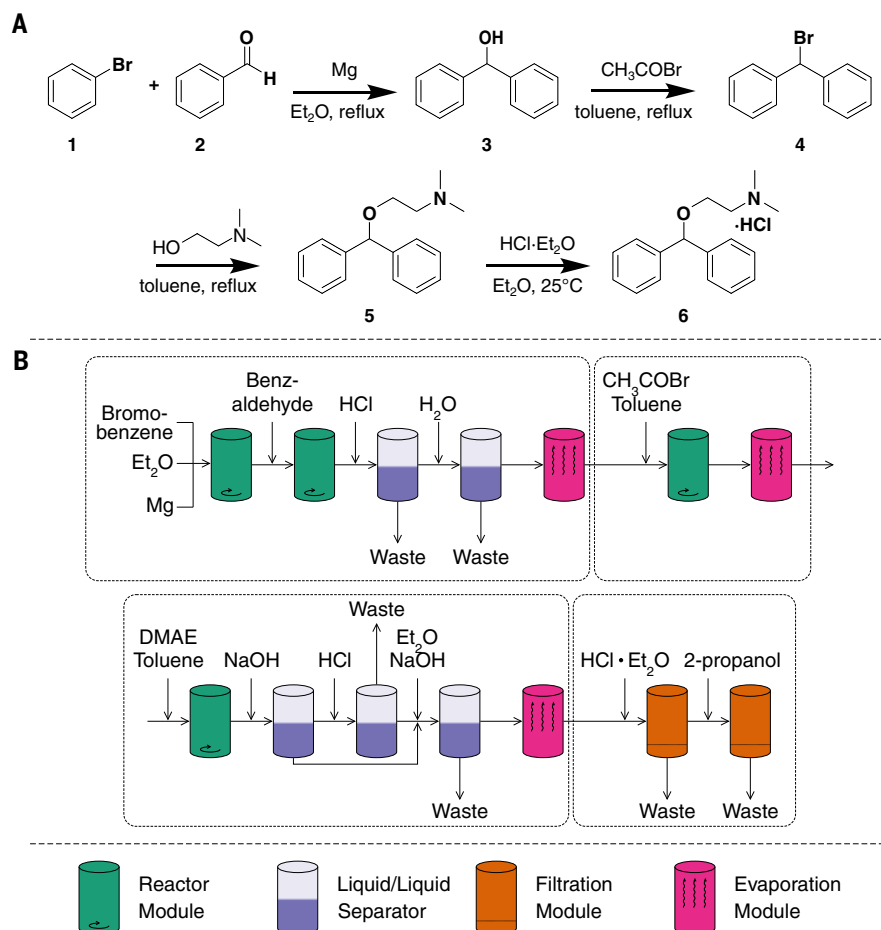 A
Br
+
O
H
Mg
Et2O, reflux
OH
CH3COBr
toluene, reflux
Br
1
2
3
4
HO
N
toluene, reflux
O
N
HCl·Et2O
Et2O, 25°C
O
N
·HCl
5
6
B
Benz-
aldehyde
HCl
H2O
CH3COBr
Toluene
Bromo-
benzene
Et2O
Mg
Waste
Waste
Waste
DMAE
Toluene
NaOH
HCl
Et2O
NaOH
HCl · Et2O
2-propanol
Waste
Waste
Waste
Reactor
Module
Liquid/Liquid
Separator
Filtration
Module
Evaporation
Module